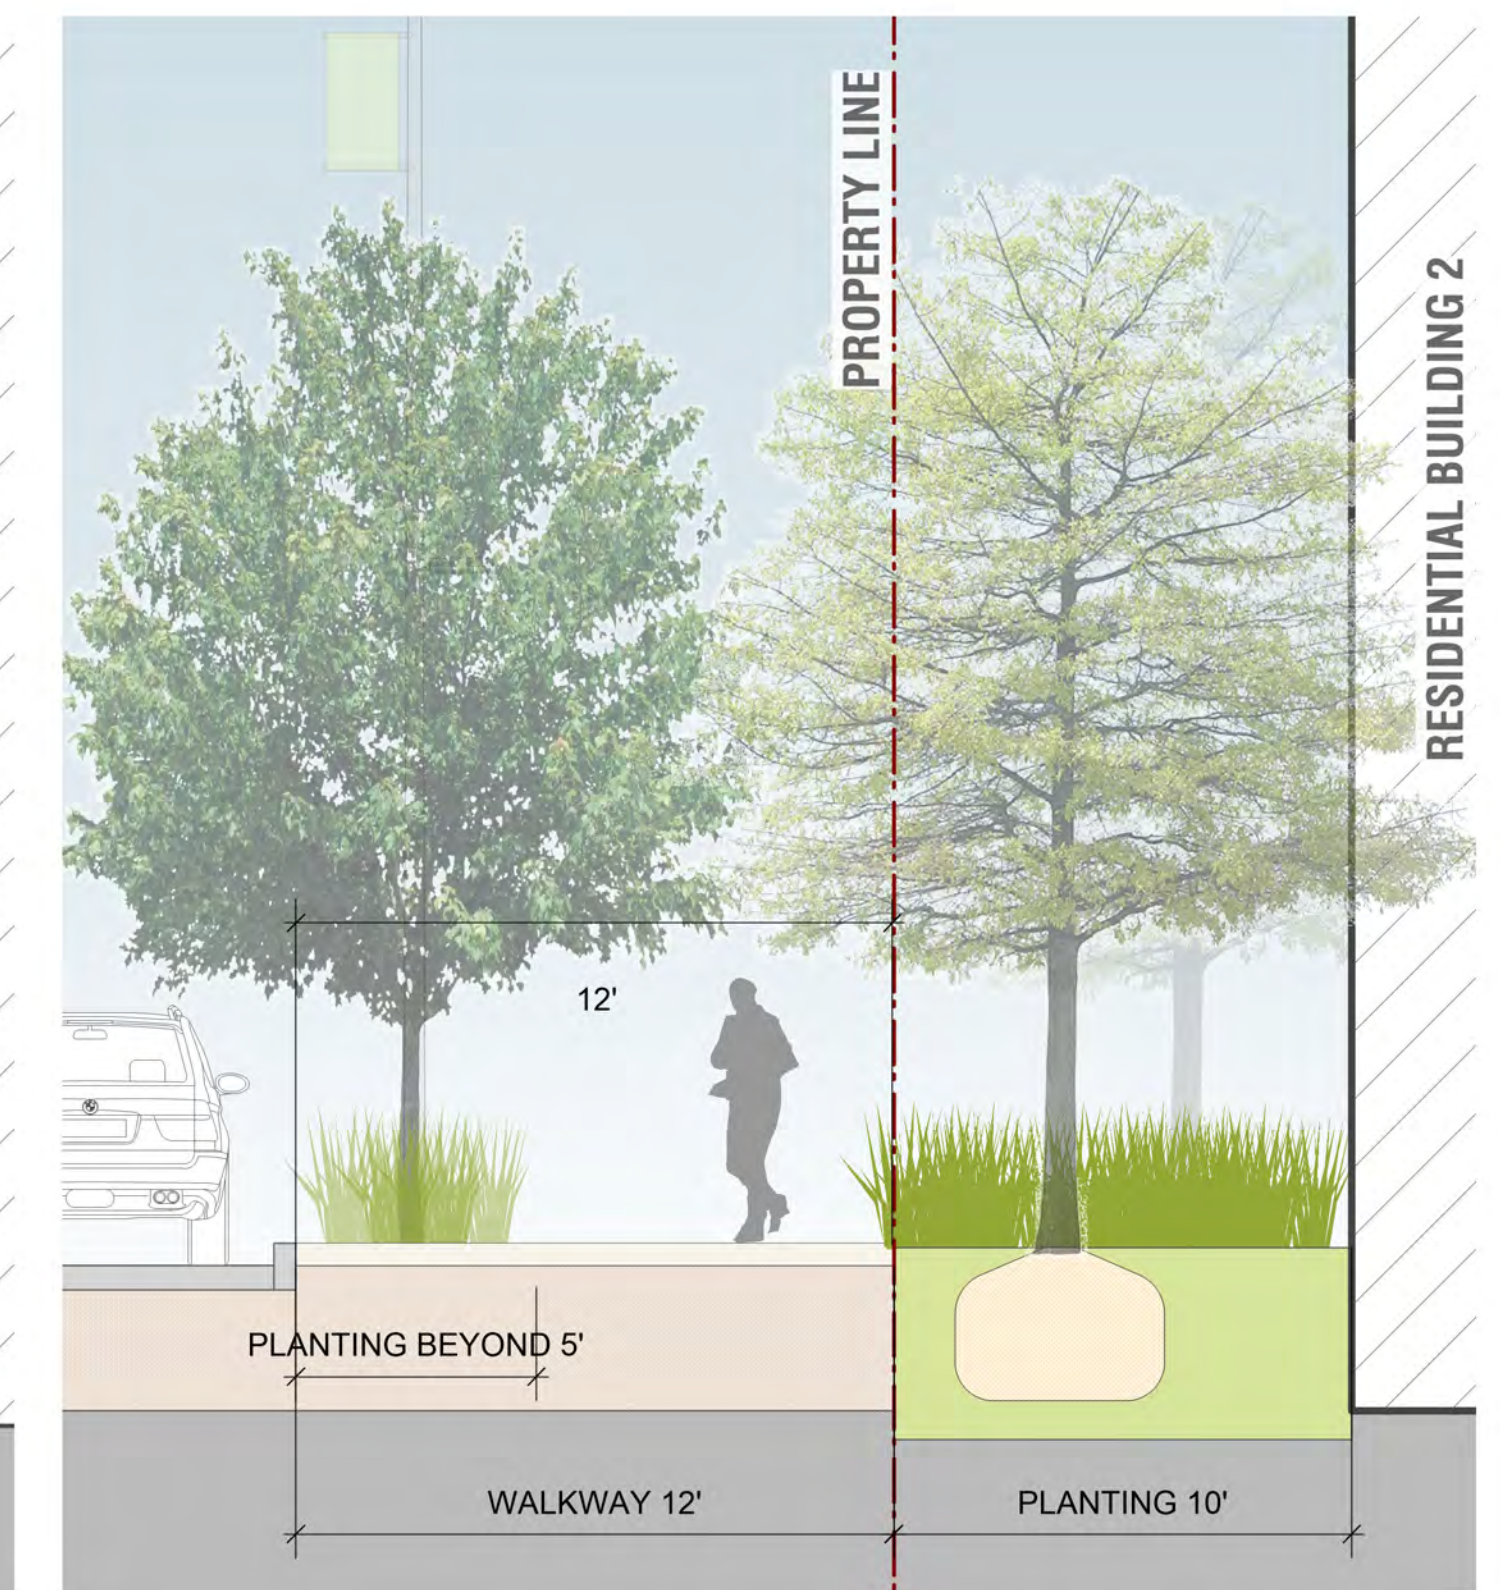 PROPERTY LINE
RESIDENTIAL BUILDING 2
12'
PLANTING BEYOND 5'
WALKWAY 12'
PLANTING 10'